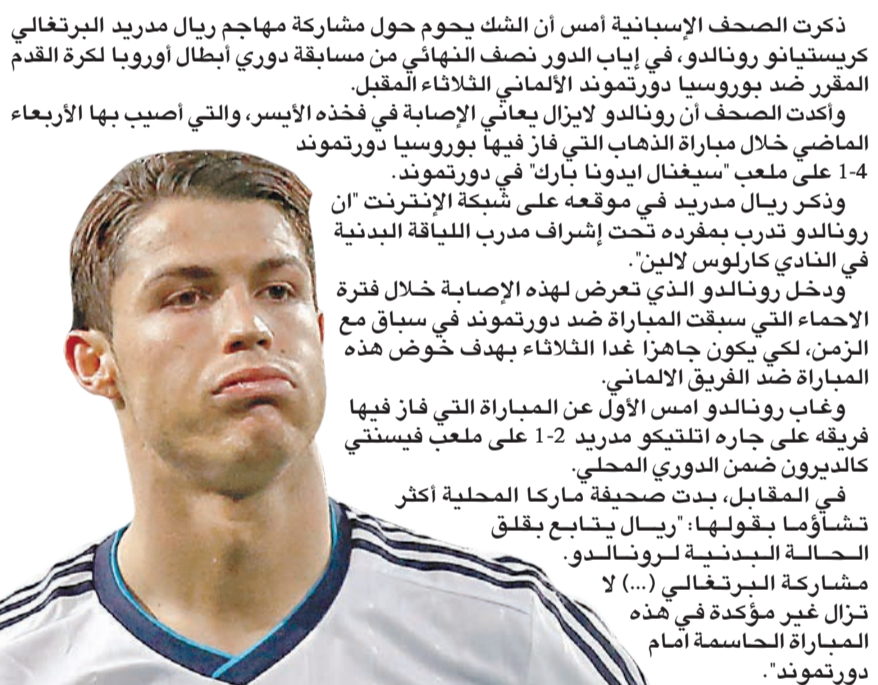 ذكرت الصحف الإسبانية أمس أن الشك يحوم حول مشاركة مهاجم ريال مدريد البرتغالي
كريستيانو رونالدو، في إياب الدور نصف النهائي من مسابقة دوري أبطال أوروبا لكرة القدم
المقرر ضد بوروسيا دورتموند الألماني الثلاثاء المقبل.
وأكدت الصحف أن رونالدو لايزال يعاني الإصابة في فخذه الأيسر، والتي أصيب بها الأربعاء
الماضي خلال مباراة الذهاب التي فاز فيها بوروسيا دورتموند
4-1 على ملعب "سيغنال ايدونا بارك" في دورتموند.
وذكر ريال مدريد في موقعه على شبكة الإنترنت "ان
رونالدو تدرب بمفرده تحت إشراف مدرب اللياقة البدنية
في النادي كارلوس لالين".
ودخل رونالدو الذي تعرض لهذه الإصابة خلال فترة
الاحماء التي سبقت المباراة ضد دورتموند في سباق مع
الزمن، لكي يكون جاهزا غدا الثلاثاء بهدف خوض هذه
المباراة ضد الفريق الالماني.
وغاب رونالدو امس الأول عن المباراة التي فاز فيها
فريقه على جاره اتلتيكو مدريد 2-1 على ملعب فيسنتي
كالديرون ضمن الدوري المحلي.
في المقابل، بدت صحيفة ماركا المحلية أكثر
تشاؤما بقولها: "ريال يتابع بقلق
الحالة البدنية لرونالدو.
مشاركة البرتغالي (...) لا
تزال غير مؤكدة في هذه
المباراة الحاسمة امام
دورتموند".